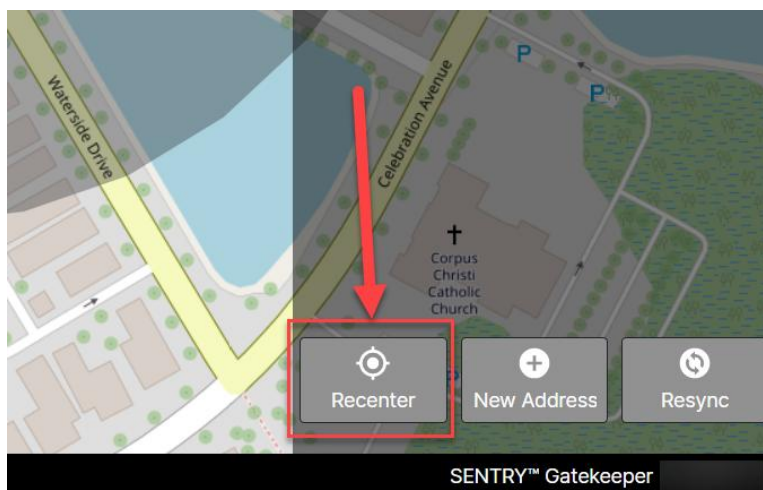 Waterside Drive
Celebration Avenue
P
P
Corpus
Christi
Catholic
Church
P
Recenter
New Address
Resync
SENTRY™ Gatekeeper